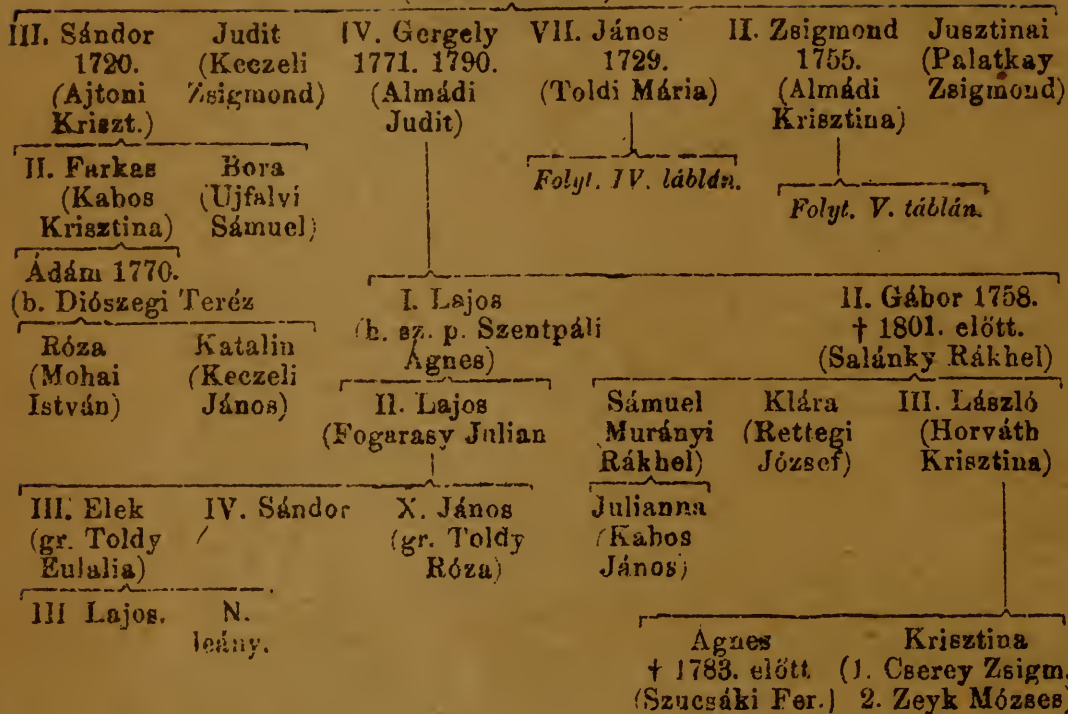 III. Sándor Judit IV. Gergely VII. János II. Zsigmond Jusztinai
1720. (Keczeli 1771. 1790. 1729. 1755. (Palatkay
(Ajtoni Zsigmond) (Almádi (Toldi Mária) (Almádi Zsigmond)
Kriszt.) Judit) Krisztina)
II. Farkas Bora Folyt. IV. láblán.
(Kabos (Ujfalvi Folyt. V. táblán.
Krisztina) Sámuel)
Ádám 1770.
(b. Diószegi Teréz I. Lajos II. Gábor 1758.
Róza Katalin (h. sz. p. Szentpáli † 1801. előtt.
(Mohai (Keczeli Ágnes) (Salánky Rákhel)
István) János) II. Lajos Sámuel Klára III. László
(Fogarasy Julian Murányi (Rettegi (Horváth
Rákhel) József) Krisztina)
III. Elek IV. Sándor X. János Julianna
(gr. Toldy (gr. Toldy (Kabos
Eulalia) Róza) János)
III Lajos. N.
leány.
Ágnes Krisztina
† 1783. előtt (1. Cserey Zsigm.
(Szucsáki Fer.) 2. Zeyk Mózses)